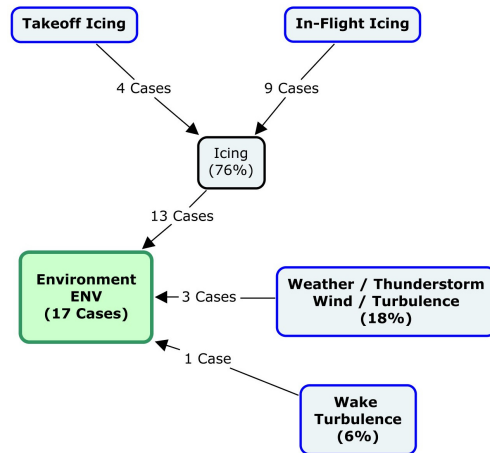 Takeoff Icing
In-Flight Icing
4 Cases
9 Cases
Icing
(76%)
13 Cases
Environment
ENV
(17 Cases)
3 Cases
Weather / Thunderstorm
Wind / Turbulence
(18%)
1 Case
Wake
Turbulence
(6%)